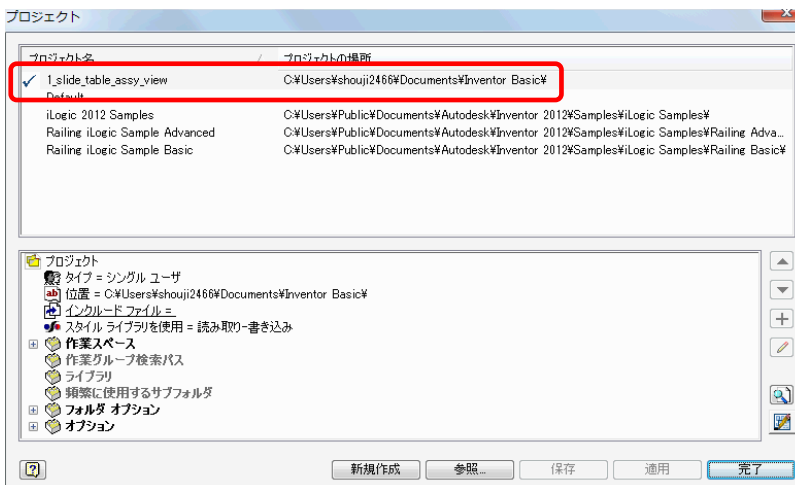 プロジェクト
プロジェクト名 / プロジェクトの場所
✓ 1_slide_table_assy_view C:¥Users¥shouji2466¥Documents¥Inventor Basic¥
Default
iLogic 2012 Samples C:¥Users¥Public¥Documents¥Autodesk¥Inventor 2012¥Samples¥iLogic Samples¥
Railing iLogic Sample Advanced C:¥Users¥Public¥Documents¥Autodesk¥Inventor 2012¥Samples¥iLogic Samples¥Railing Adva...
Railing iLogic Sample Basic C:¥Users¥Public¥Documents¥Autodesk¥Inventor 2012¥Samples¥iLogic Samples¥Railing Basic¥
プロジェクト
タイプ = シングル ユーザ
位置 = C:¥Users¥shouji2466¥Documents¥Inventor Basic¥
インクルード ファイル =
スタイル ライブラリを使用 = 読み取り-書き込み
作業スペース
作業グループ検索パス
ライブラリ
頻繁に使用するサブフォルダ
フォルダ オプション
オプション
新規作成 参照... 保存 適用 完了